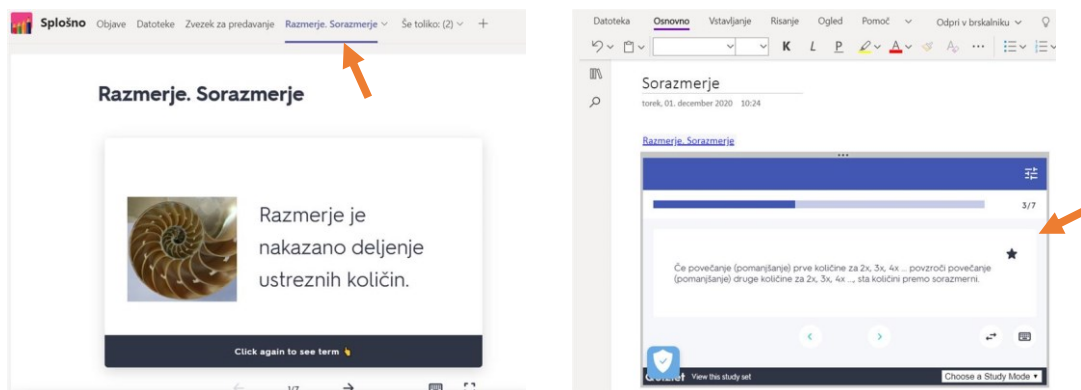 Splošno Objave Datoteke Zvezek za predavanje Razmerje. Sorazmerje Še toliko: (2)
Razmerje. Sorazmerje
Razmerje je
nakazano deljenje
ustreznih količin.
Click again to see term
1/7
Datoteka Osnovno Vstavljanje Risanje Ogled Pomoč Odpri v brskalniku
K L P A
Sorazmerje
torek, 01. december 2020 10:24
Razmerje. Sorazmerje
3/7
Če povečanje (pomanjšanje) prve količine za 2x, 3x, 4x ... povzroči povečanje
(pomanjšanje) druge količine za 2x, 3x, 4x ..., sta količini premo sorazmerni.
View this study set Choose a Study Mode